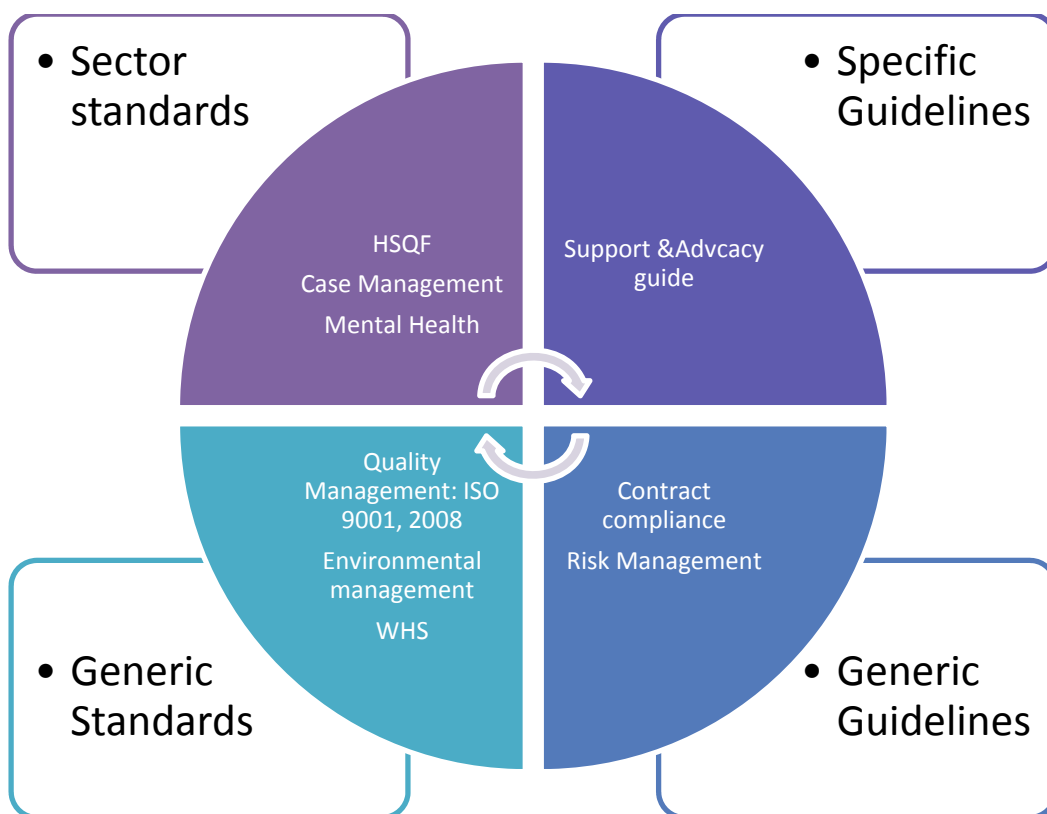 • Sector
standards
• Specific
Guidelines
HSQF
Case Management
Mental Health
Support &Advcacy
guide
Quality
Management: ISO
9001, 2008
Environmental
management
WHS
Contract
compliance
Risk Management
• Generic
Standards
• Generic
Guidelines